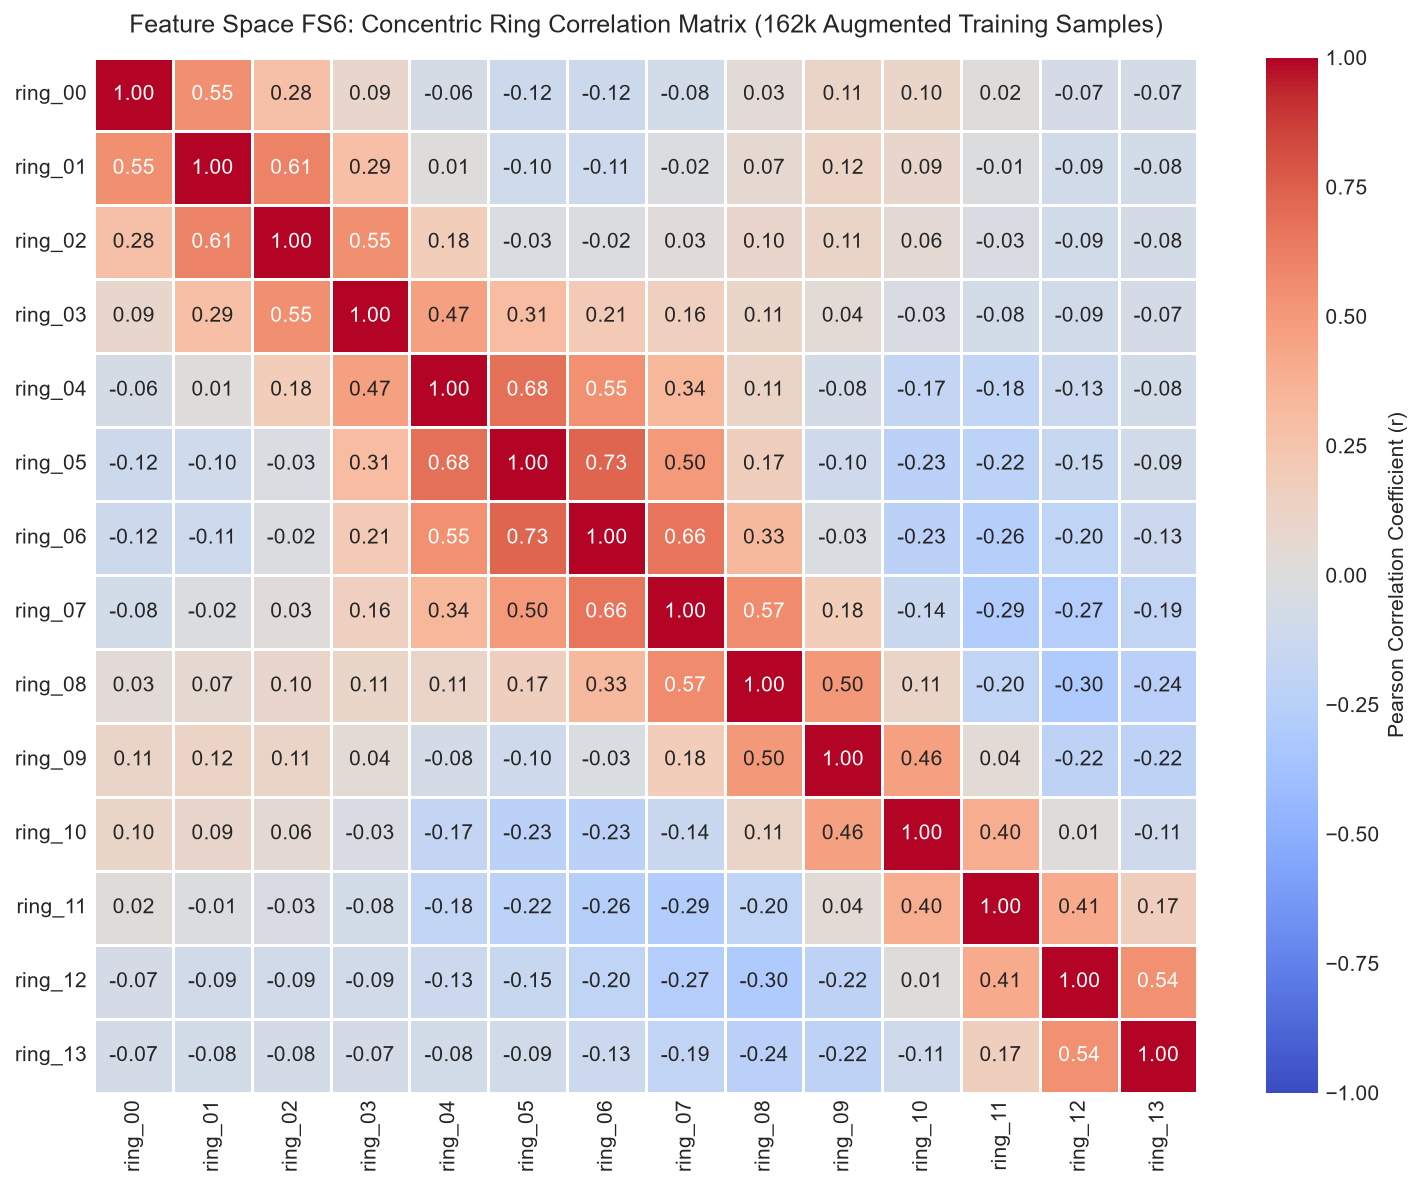 Feature Space FS6: Concentric Ring Correlation Matrix (162k Augmented Training Samples)
ring_00 1.00 0.55 0.28 0.09 -0.06 -0.12 -0.12 -0.08 0.03 0.11 0.10 0.02 -0.07 -0.07
ring_01 0.55 1.00 0.61 0.29 0.01 -0.10 -0.11 -0.02 0.07 0.12 0.09 -0.01 -0.09 -0.08
ring_02 0.28 0.61 1.00 0.55 0.18 -0.03 -0.02 0.03 0.10 0.11 0.06 -0.03 -0.09 -0.08
ring_03 0.09 0.29 0.55 1.00 0.47 0.31 0.21 0.16 0.11 0.04 -0.03 -0.08 -0.09 -0.07
ring_04 -0.06 0.01 0.18 0.47 1.00 0.68 0.55 0.34 0.11 -0.08 -0.17 -0.18 -0.13 -0.08
ring_05 -0.12 -0.10 -0.03 0.31 0.68 1.00 0.73 0.50 0.17 -0.10 -0.23 -0.22 -0.15 -0.09
ring_06 -0.12 -0.11 -0.02 0.21 0.55 0.73 1.00 0.66 0.33 -0.03 -0.23 -0.26 -0.20 -0.13
ring_07 -0.08 -0.02 0.03 0.16 0.34 0.50 0.66 1.00 0.57 0.18 -0.14 -0.29 -0.27 -0.19
ring_08 0.03 0.07 0.10 0.11 0.11 0.17 0.33 0.57 1.00 0.50 0.11 -0.20 -0.30 -0.24
ring_09 0.11 0.12 0.11 0.04 -0.08 -0.10 -0.03 0.18 0.50 1.00 0.46 0.04 -0.22 -0.22
ring_10 0.10 0.09 0.06 -0.03 -0.17 -0.23 -0.23 -0.14 0.11 0.46 1.00 0.40 0.01 -0.11
ring_11 0.02 -0.01 -0.03 -0.08 -0.18 -0.22 -0.26 -0.29 -0.20 0.04 0.40 1.00 0.41 0.17
ring_12 -0.07 -0.09 -0.09 -0.09 -0.13 -0.15 -0.20 -0.27 -0.30 -0.22 0.01 0.41 1.00 0.54
ring_13 -0.07 -0.08 -0.08 -0.07 -0.08 -0.09 -0.13 -0.19 -0.24 -0.22 -0.11 0.17 0.54 1.00
ring_00 ring_01 ring_02 ring_03 ring_04 ring_05 ring_06 ring_07 ring_08 ring_09 ring_10 ring_11 ring_12 ring_13
1.00
0.75
0.50
0.25
0.00
−0.25
−0.50
−0.75
−1.00
Pearson Correlation Coefficient (r)